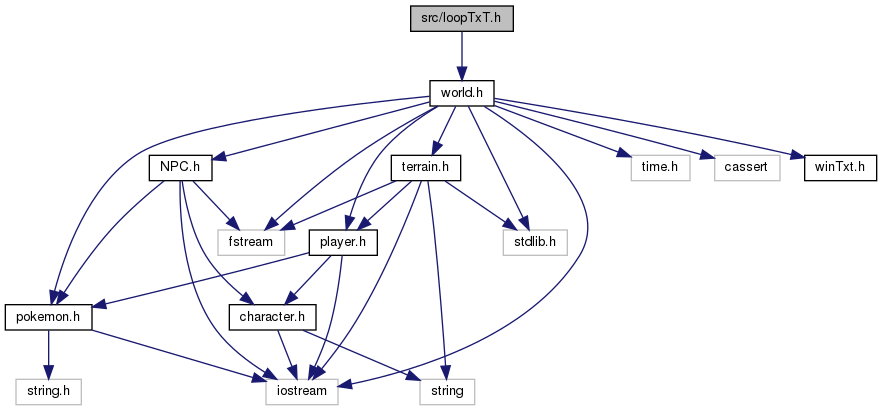 src/loopTxT.h
world.h
NPC.h
terrain.h
time.h
cassert
winTxt.h
fstream
player.h
stdlib.h
pokemon.h
character.h
string.h
iostream
string